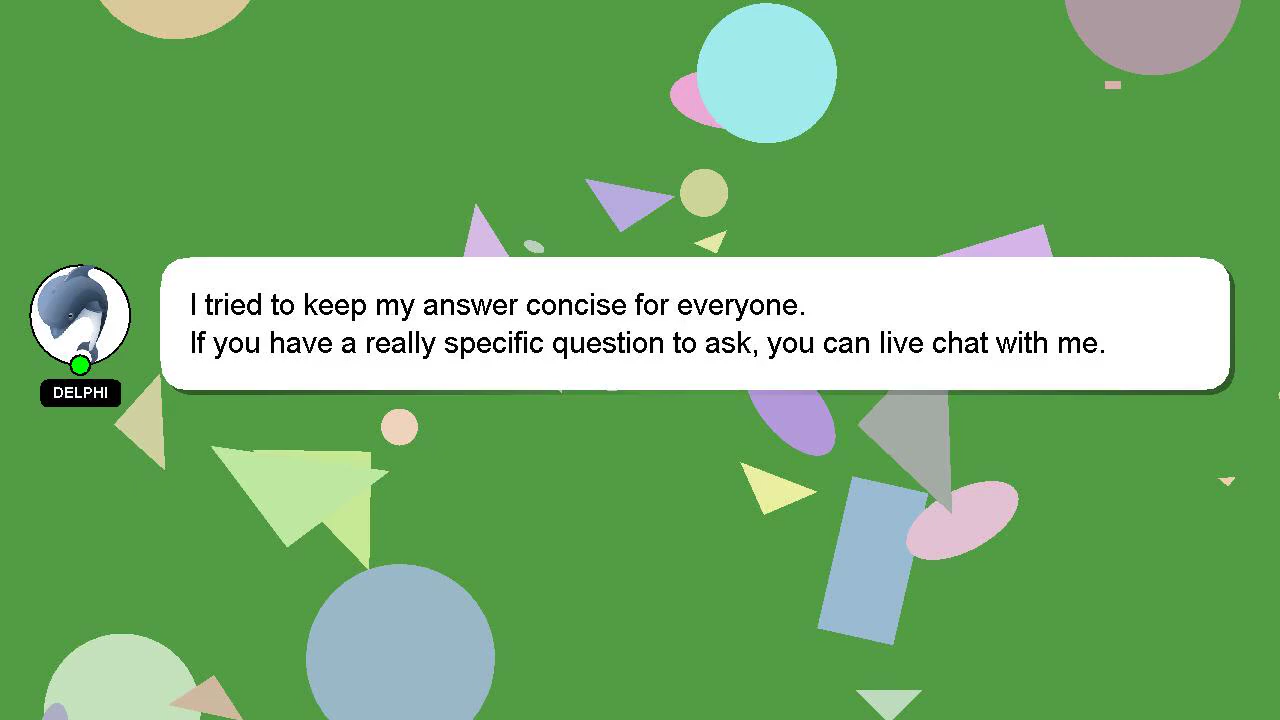 I tried to keep my answer concise for everyone.
If you have a really specific question to ask, you can live chat with me.
DELPHI